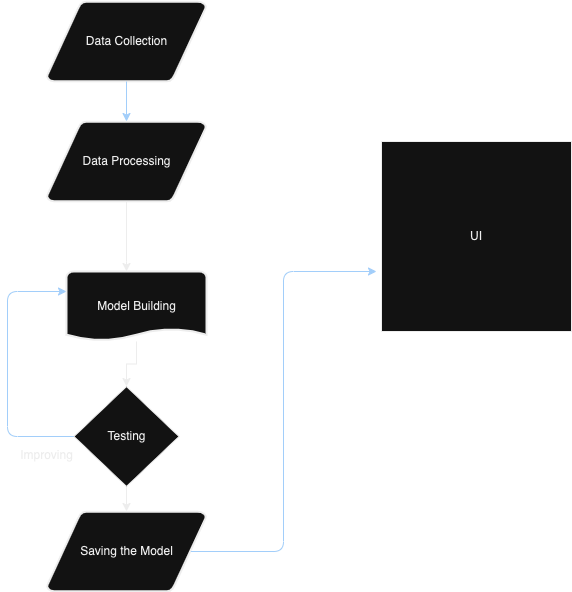 Data Collection
Data Processing
UI
Model Building
Testing
Improving
Saving the Model